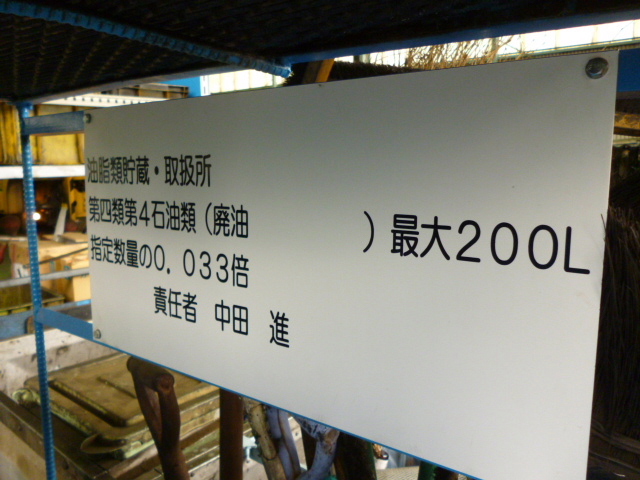 油脂類貯蔵・取扱所
第四類第4石油類（廃油　　　　　）最大200L
指定数量の0．033倍
責任者　中田　進